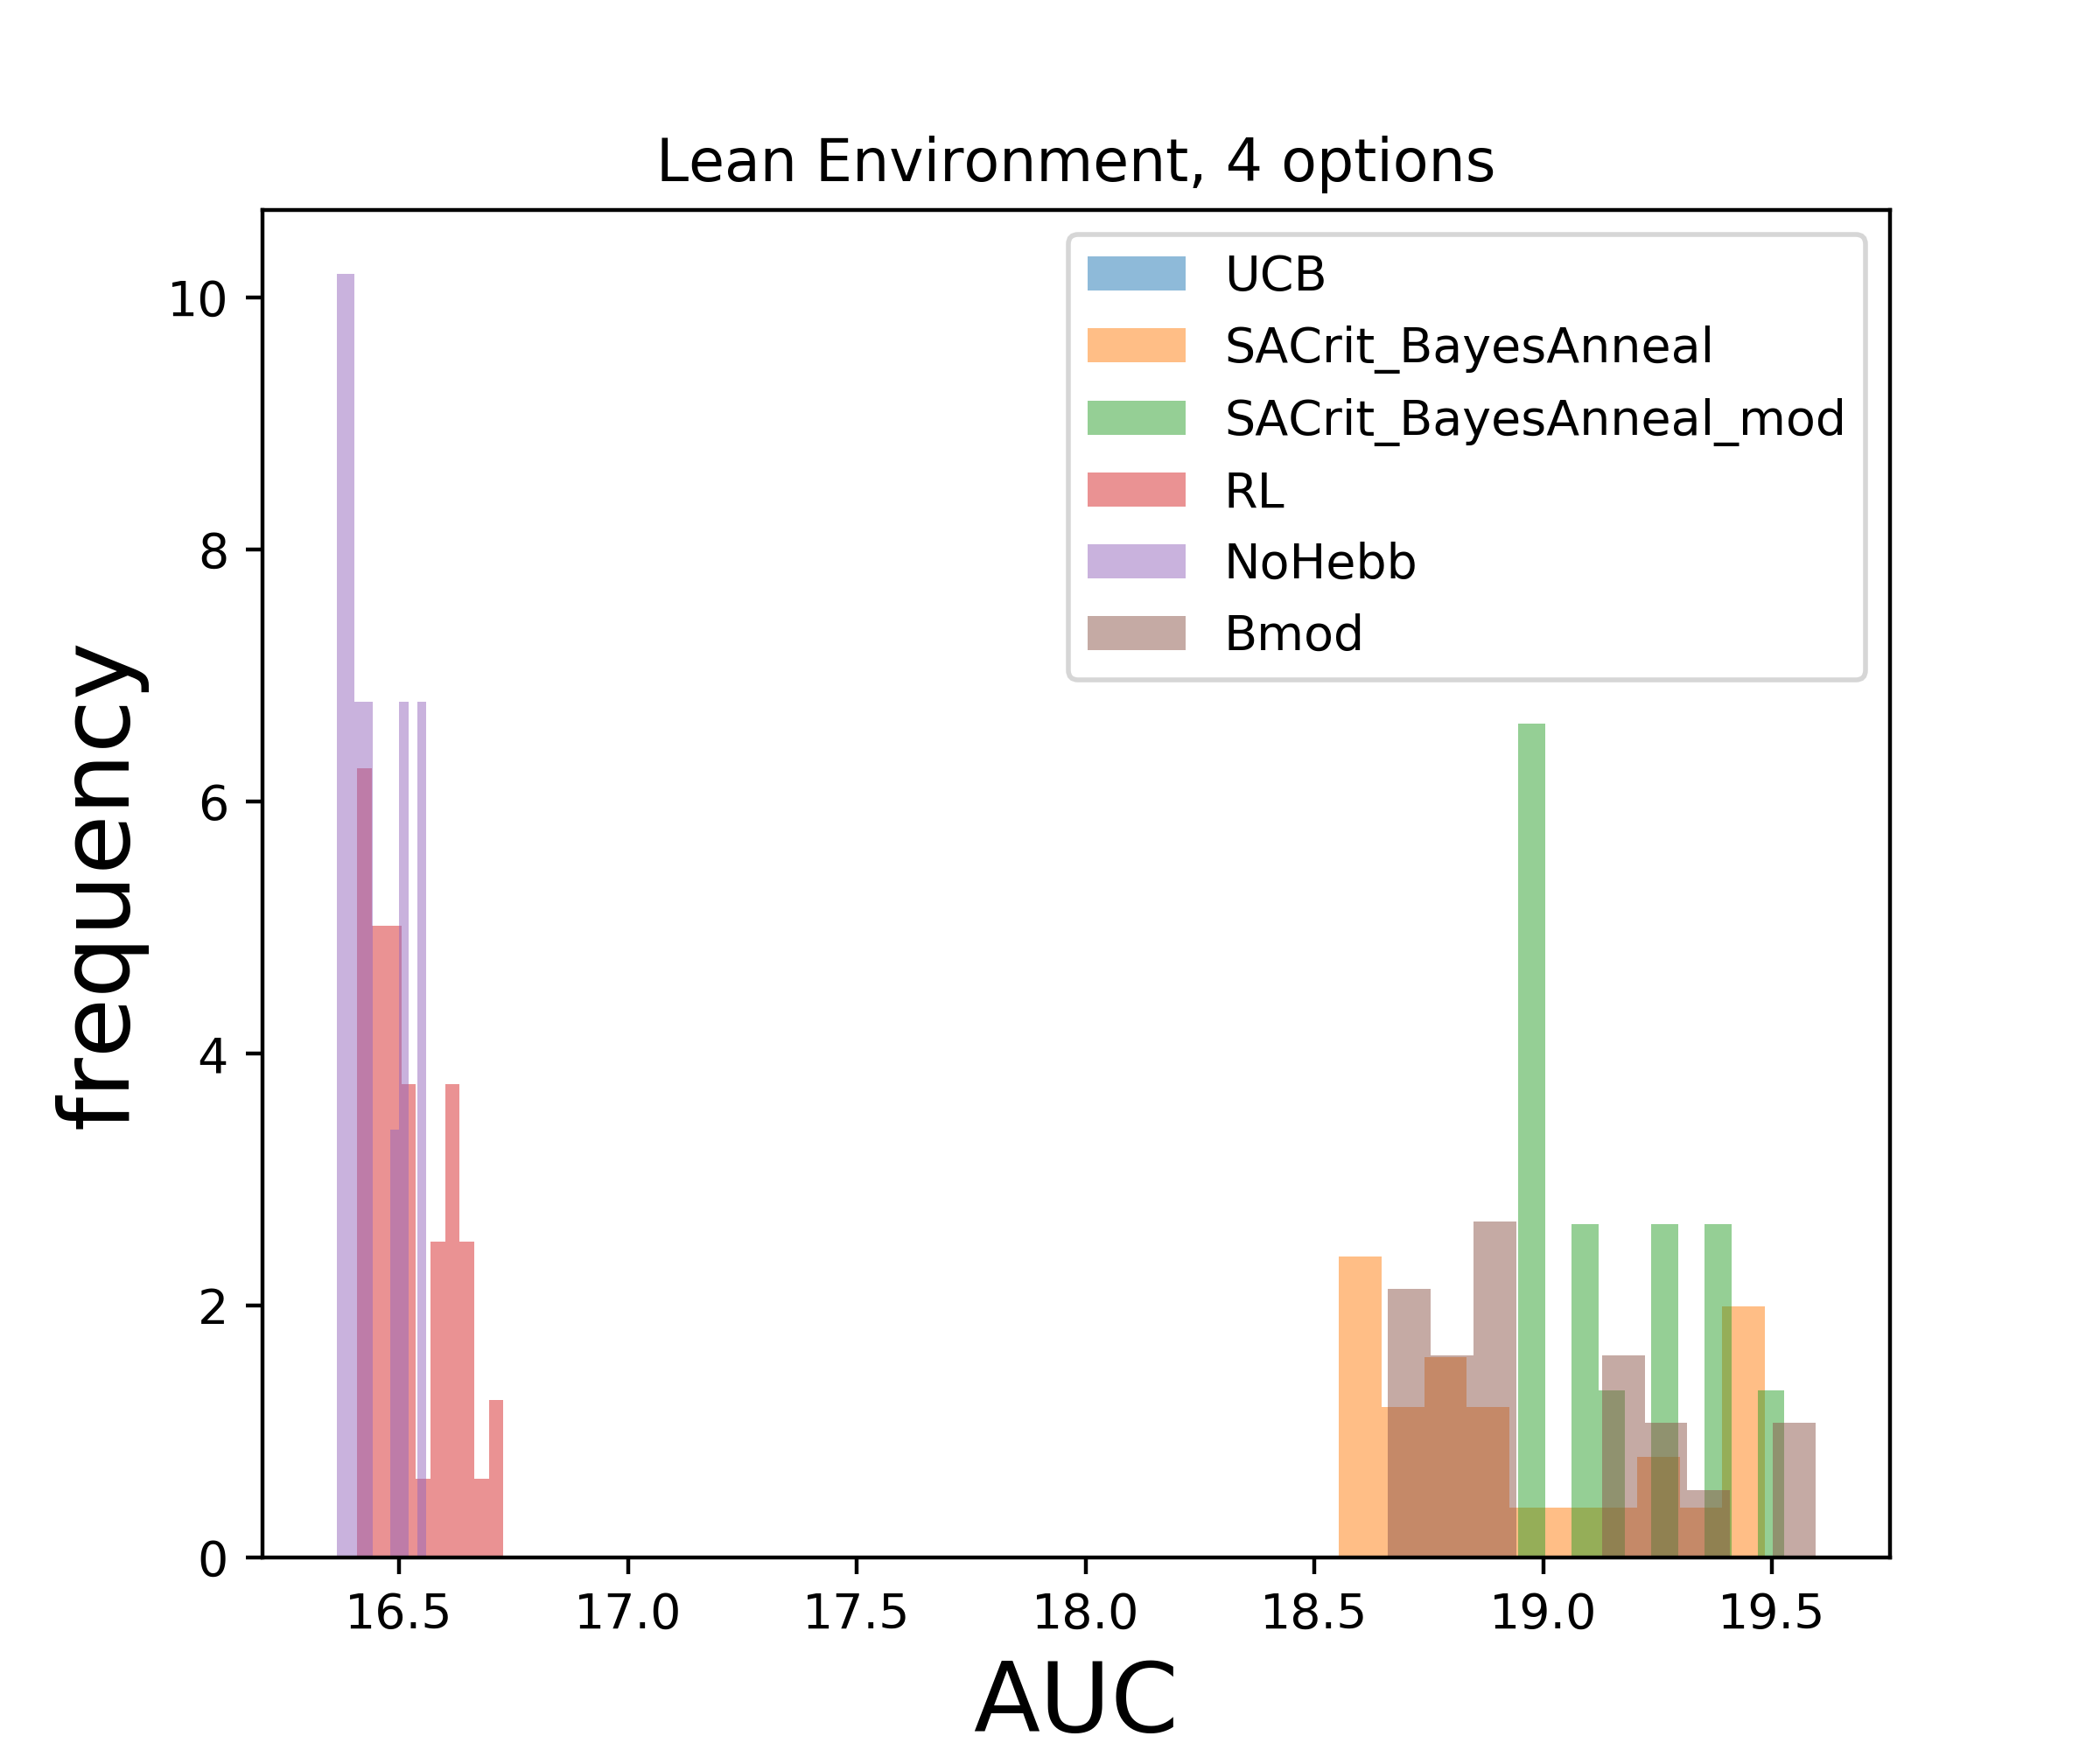 Lean Environment, 4 options
UCB
SACrit_BayesAnneal
SACrit_BayesAnneal_mod
RL
NoHebb
Bmod
frequency
10
8
6
4
2
0
16.5 17.0 17.5 18.0 18.5 19.0 19.5
AUC